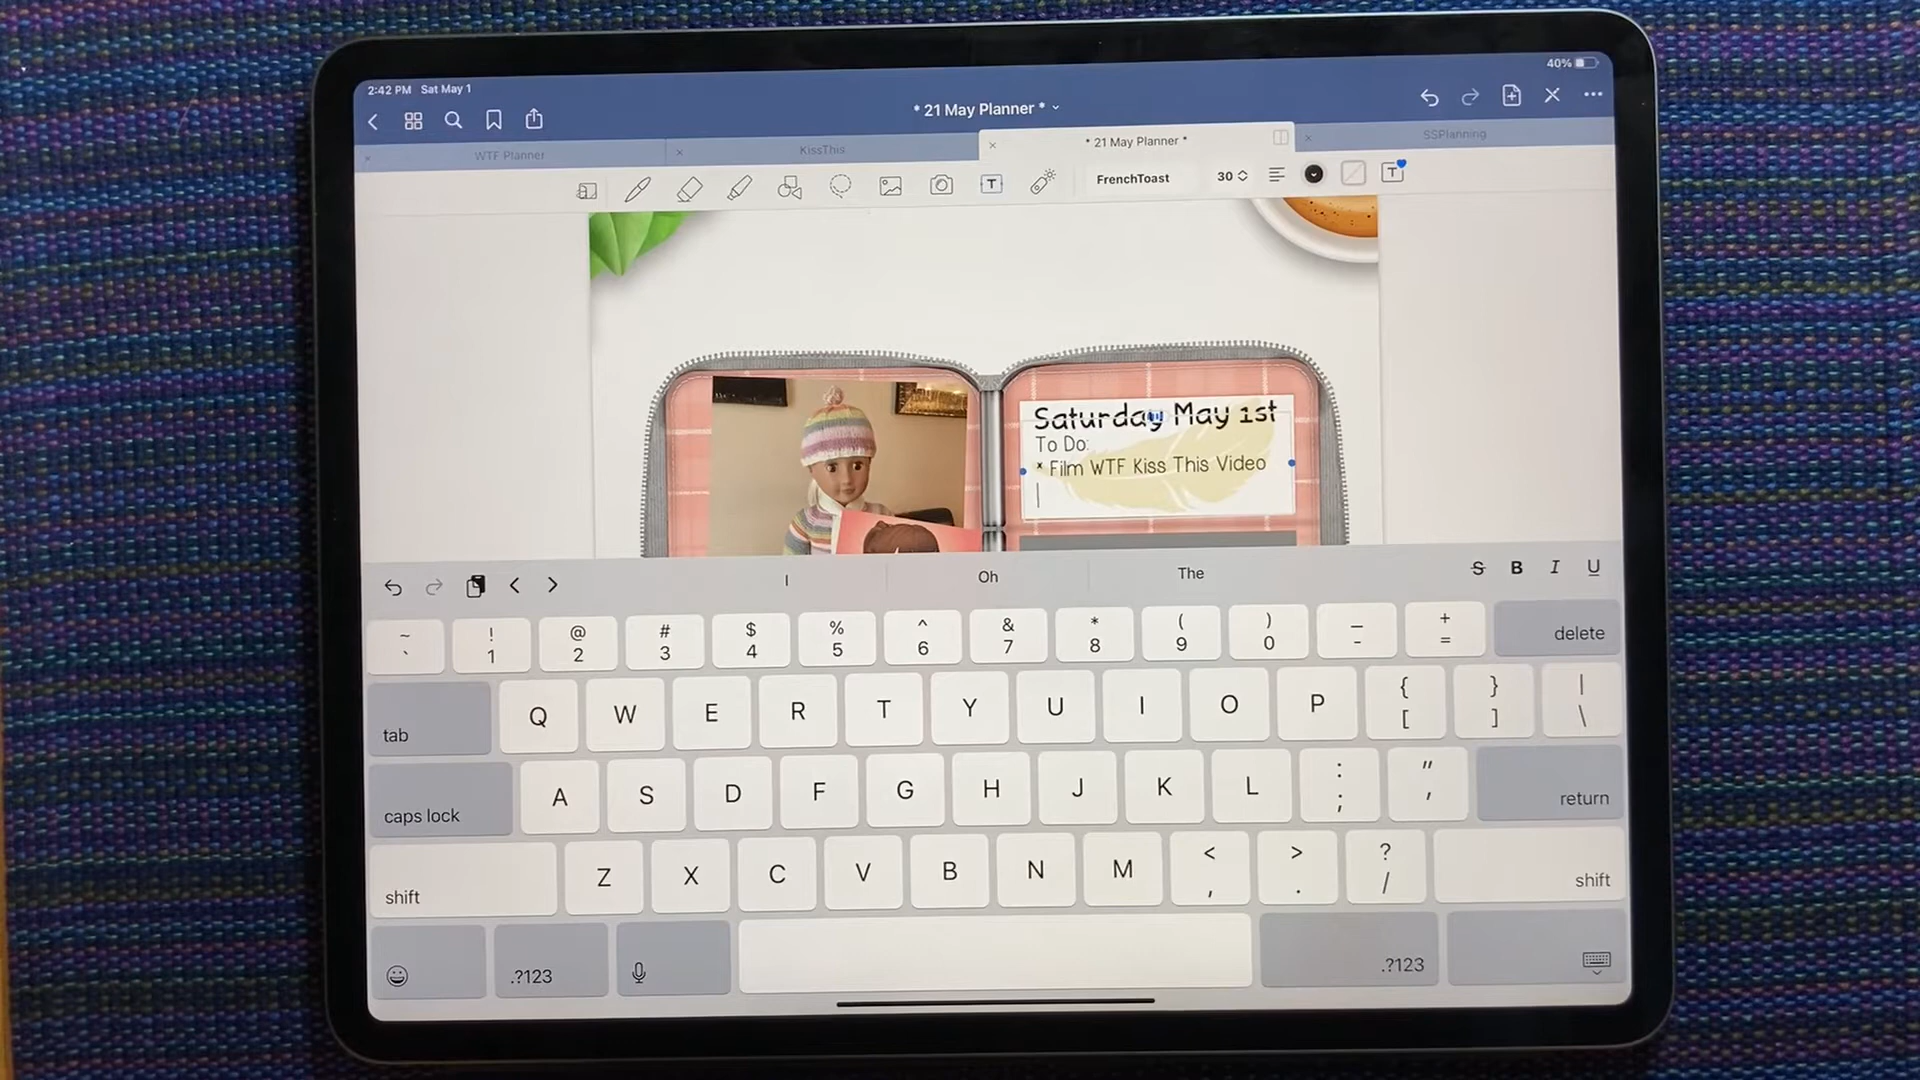 2:42 PM Sat May 1
40%
* 21 May Planner *
WTF Planner
KissThis
* 21 May Planner *
SSPlanning
FrenchToast
30
T
T
Saturday May 1st
To Do:
* Film WTF Kiss This Video
I
Oh
The
S B I U
~ ! @ # $ % ^ & * ( ) _ +
` 1 2 3 4 5 6 7 8 9 0 - = delete
tab Q W E R T Y U I O P { [ } ] | \
caps lock A S D F G H J K L : ; " ' return
shift Z X C V B N M < , > . ? / shift
.?123 .?123